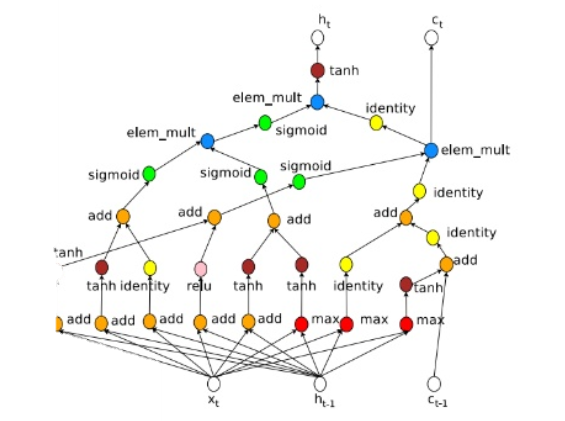 h_t c_t
tanh
elem_mult identity
elem_mult sigmoid elem_mult
sigmoid sigmoid sigmoid
identity
add add add add
identity
tanh add
tanh identity relu tanh tanh identity tanh
add add add add add max max max
x_t h_t-1 c_t-1